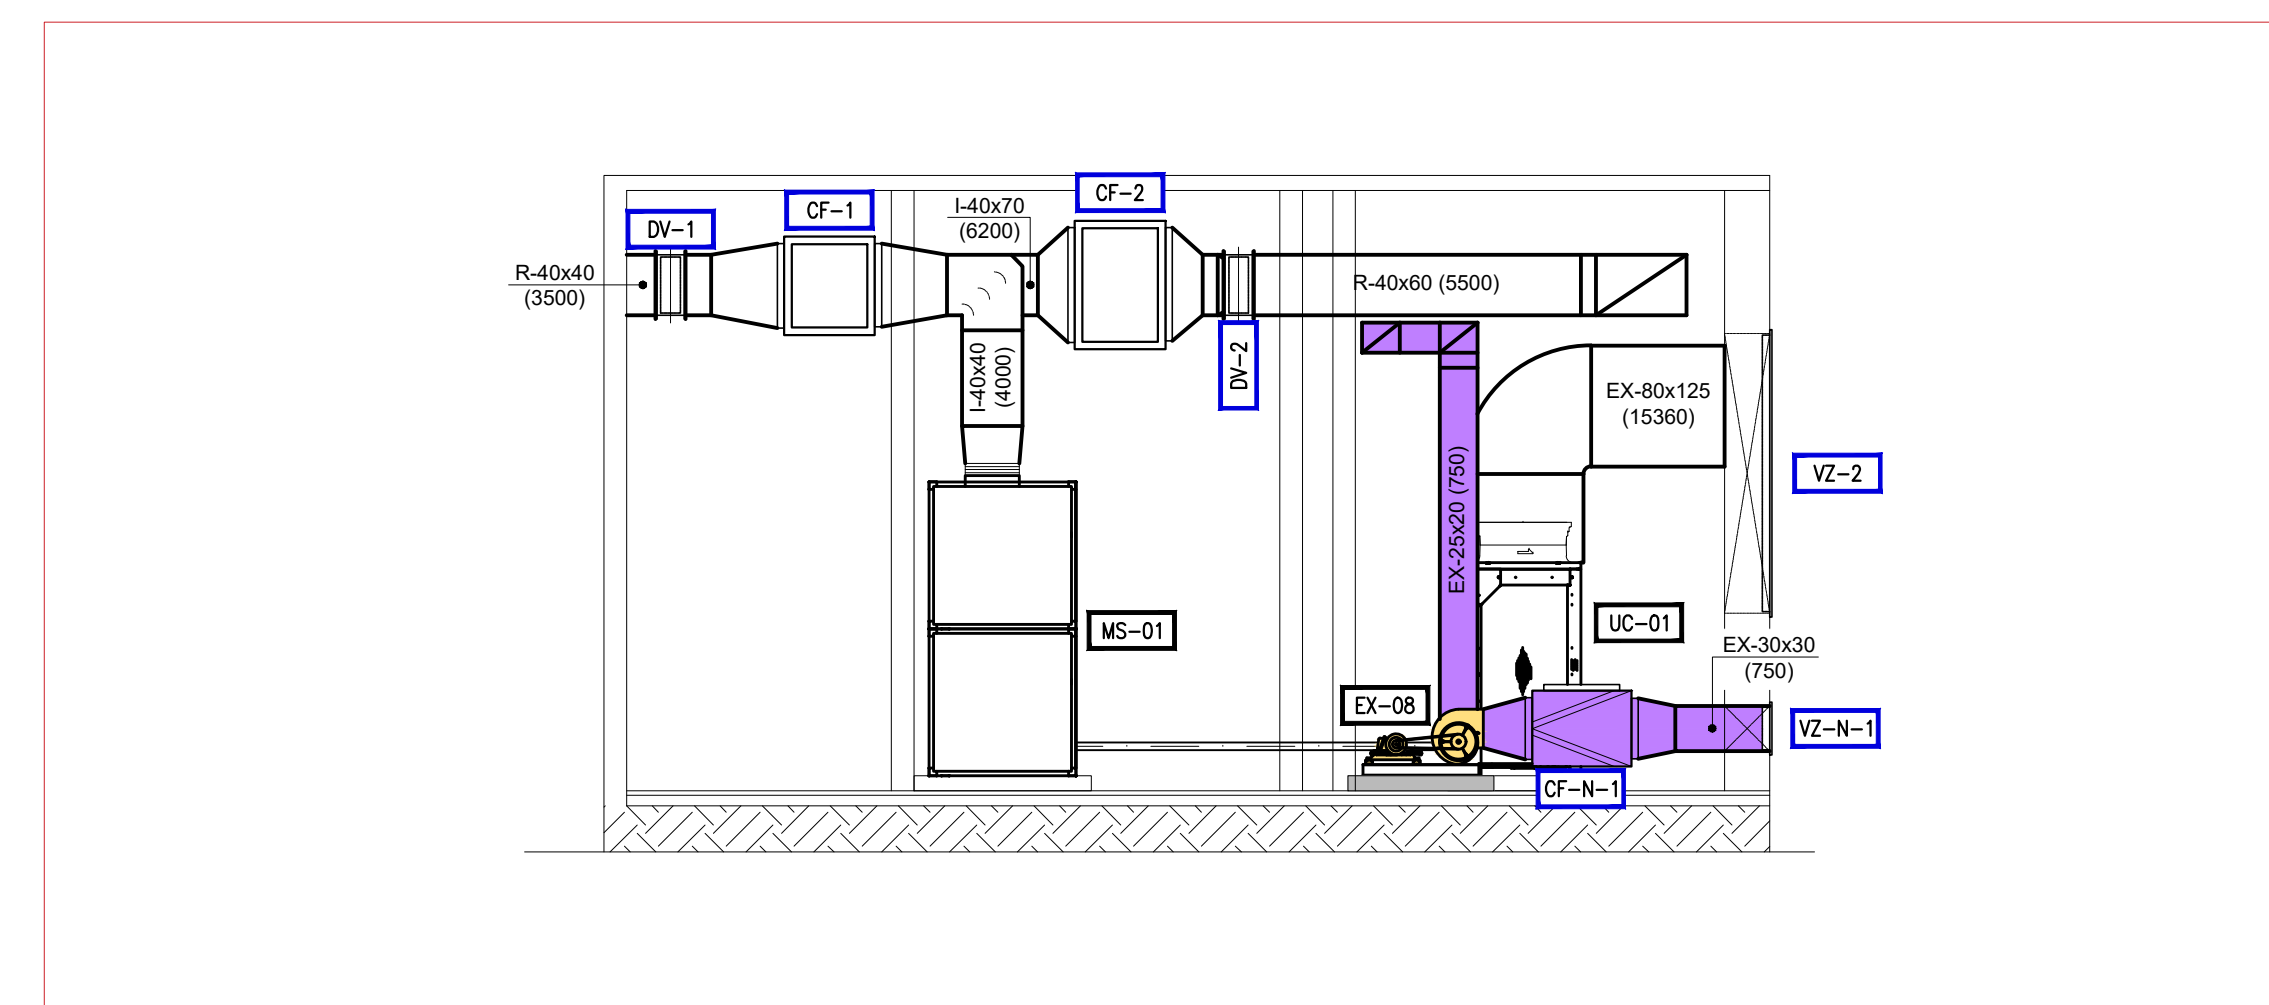 CF-2
CF-1
I-40x70
(6200)
DV-1
R-40x40
(3500)
R-40x60 (5500)
I-40x40
(4000)
DV-2
EX-80x125
(15360)
VZ-2
EX-25x20 (750)
MS-01
UC-01
EX-30x30
(750)
EX-08
VZ-N-1
CF-N-1